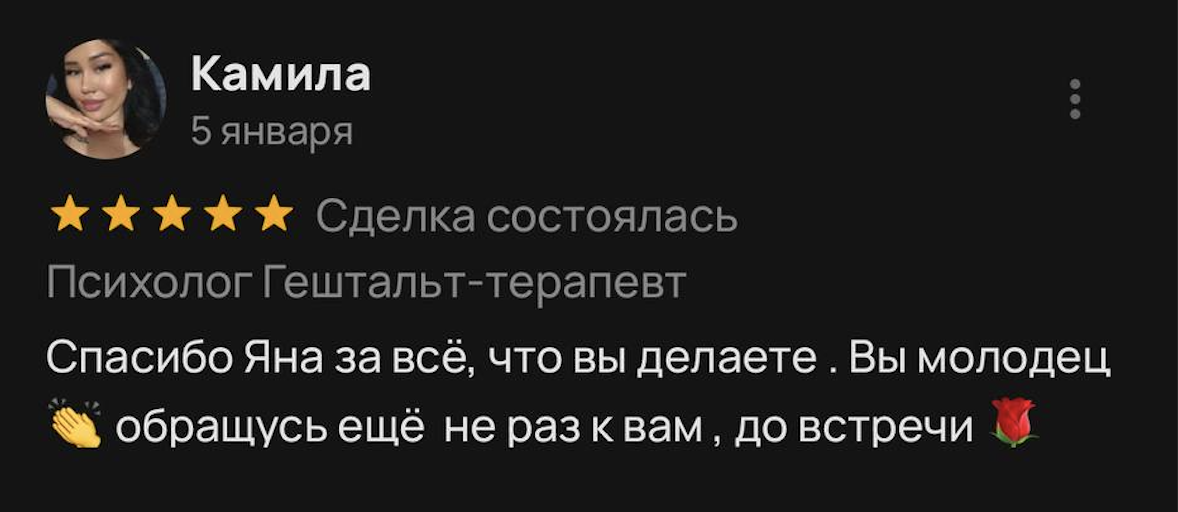 Камила
5 января
Сделка состоялась
Психолог Гештальт-терапевт
Спасибо Яна за всё, что вы делаете . Вы молодец
👏 обращусь ещё  не раз к вам , до встречи 🌹